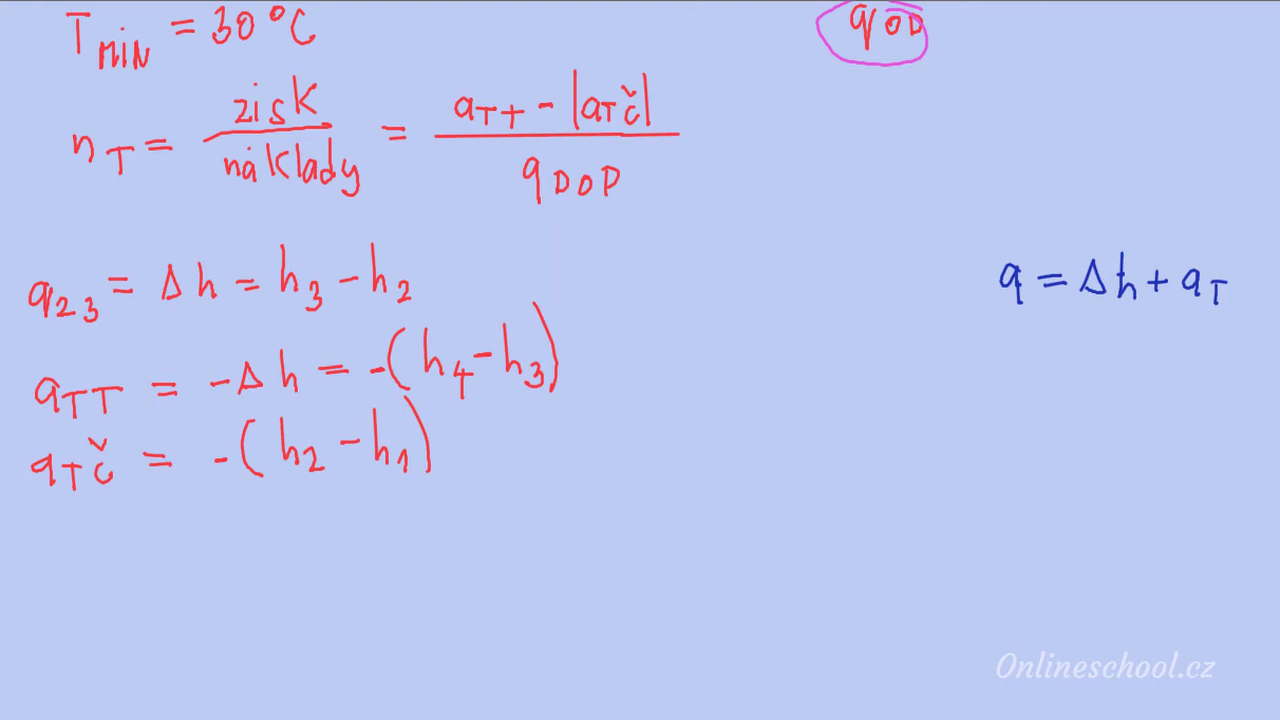 T_MIN = 30 °C
q_OD
n_T = zisk / náklady = (a_TT - |a_TČ|) / q_DOD
q_23 = Δh = h_3 - h_2
q = Δh + a_T
a_TT = -Δh = -(h_4 - h_3)
a_TČ = -(h_2 - h_1)
Onlineschool.cz